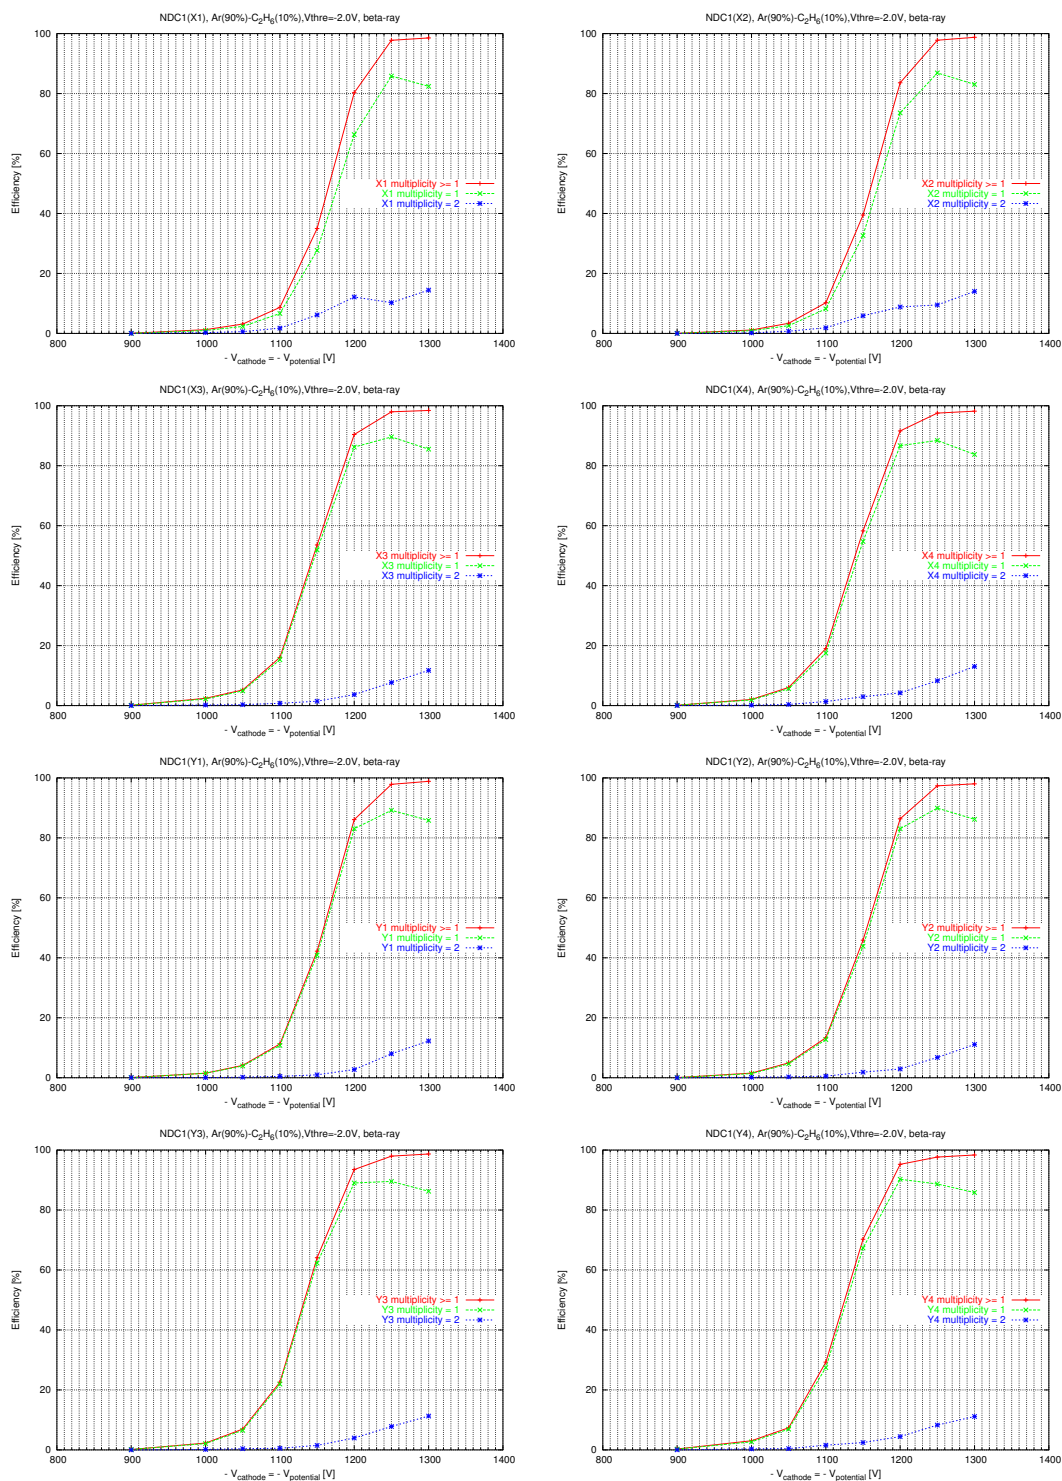 NDC1(X1), Ar(90%)-C2H6(10%),Vthre=-2.0V, beta-ray
100
80
60
40
20
0
Efficiency [%]
X1 multiplicity >= 1
X1 multiplicity = 1
X1 multiplicity = 2
800 900 1000 1100 1200 1300 1400
- Vcathode = - Vpotential [V]
NDC1(X2), Ar(90%)-C2H6(10%),Vthre=-2.0V, beta-ray
100
80
60
40
20
0
Efficiency [%]
X2 multiplicity >= 1
X2 multiplicity = 1
X2 multiplicity = 2
800 900 1000 1100 1200 1300 1400
- Vcathode = - Vpotential [V]
NDC1(X3), Ar(90%)-C2H6(10%),Vthre=-2.0V, beta-ray
100
80
60
40
20
0
Efficiency [%]
X3 multiplicity >= 1
X3 multiplicity = 1
X3 multiplicity = 2
800 900 1000 1100 1200 1300 1400
- Vcathode = - Vpotential [V]
NDC1(X4), Ar(90%)-C2H6(10%),Vthre=-2.0V, beta-ray
100
80
60
40
20
0
Efficiency [%]
X4 multiplicity >= 1
X4 multiplicity = 1
X4 multiplicity = 2
800 900 1000 1100 1200 1300 1400
- Vcathode = - Vpotential [V]
NDC1(Y1), Ar(90%)-C2H6(10%),Vthre=-2.0V, beta-ray
100
80
60
40
20
0
Efficiency [%]
Y1 multiplicity >= 1
Y1 multiplicity = 1
Y1 multiplicity = 2
800 900 1000 1100 1200 1300 1400
- Vcathode = - Vpotential [V]
NDC1(Y2), Ar(90%)-C2H6(10%),Vthre=-2.0V, beta-ray
100
80
60
40
20
0
Efficiency [%]
Y2 multiplicity >= 1
Y2 multiplicity = 1
Y2 multiplicity = 2
800 900 1000 1100 1200 1300 1400
- Vcathode = - Vpotential [V]
NDC1(Y3), Ar(90%)-C2H6(10%),Vthre=-2.0V, beta-ray
100
80
60
40
20
0
Efficiency [%]
Y3 multiplicity >= 1
Y3 multiplicity = 1
Y3 multiplicity = 2
800 900 1000 1100 1200 1300 1400
- Vcathode = - Vpotential [V]
NDC1(Y4), Ar(90%)-C2H6(10%),Vthre=-2.0V, beta-ray
100
80
60
40
20
0
Efficiency [%]
Y4 multiplicity >= 1
Y4 multiplicity = 1
Y4 multiplicity = 2
800 900 1000 1100 1200 1300 1400
- Vcathode = - Vpotential [V]